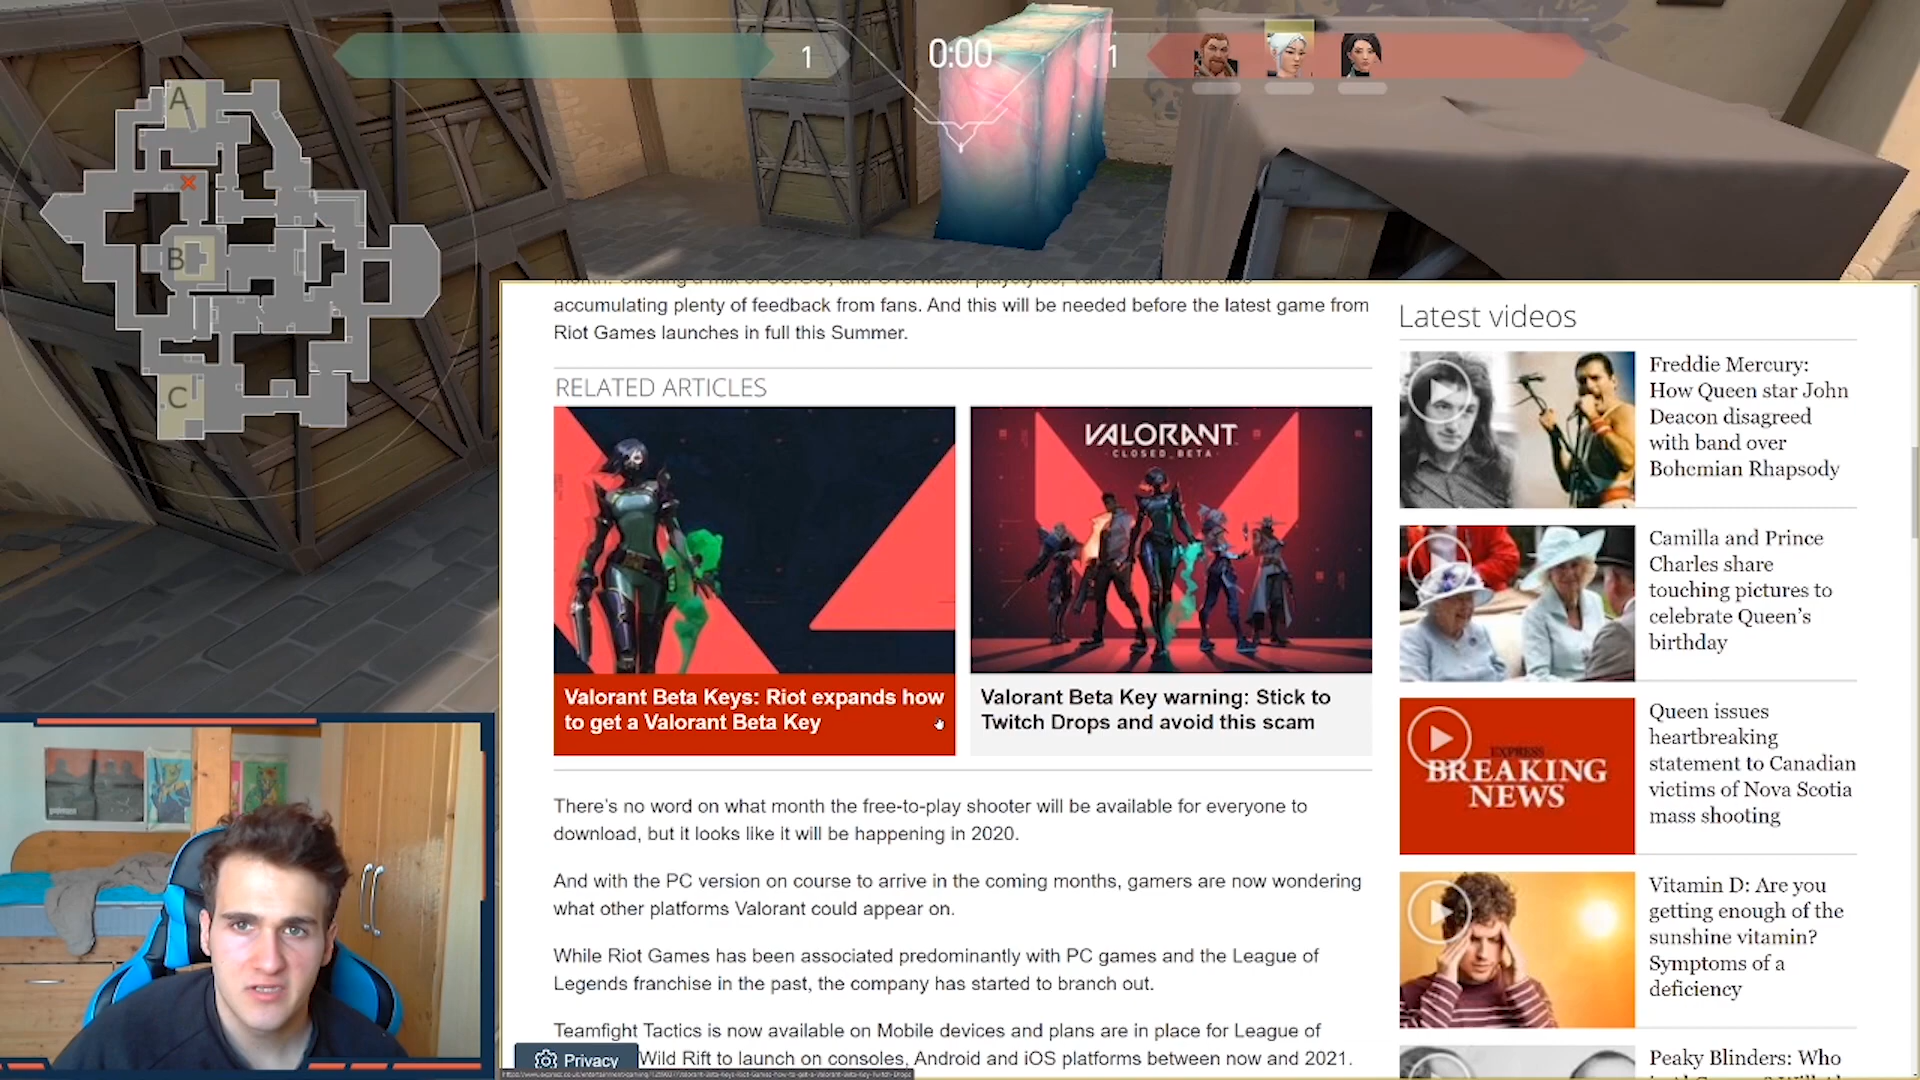 1
0:00
1
A
B
C
accumulating plenty of feedback from fans. And this will be needed before the latest game from
Riot Games launches in full this Summer.
RELATED ARTICLES
VALORANT
CLOSED BETA
Valorant Beta Keys: Riot expands how
to get a Valorant Beta Key
Valorant Beta Key warning: Stick to
Twitch Drops and avoid this scam
There's no word on what month the free-to-play shooter will be available for everyone to
download, but it looks like it will be happening in 2020.
And with the PC version on course to arrive in the coming months, gamers are now wondering
what other platforms Valorant could appear on.
While Riot Games has been associated predominantly with PC games and the League of
Legends franchise in the past, the company has started to branch out.
Teamfight Tactics is now available on Mobile devices and plans are in place for League of
Wild Rift to launch on consoles, Android and iOS platforms between now and 2021.
Privacy
Latest videos
Freddie Mercury:
How Queen star John
Deacon disagreed
with band over
Bohemian Rhapsody
Camilla and Prince
Charles share
touching pictures to
celebrate Queen's
birthday
EXPRESS
BREAKING
NEWS
Queen issues
heartbreaking
statement to Canadian
victims of Nova Scotia
mass shooting
Vitamin D: Are you
getting enough of the
sunshine vitamin?
Symptoms of a
deficiency
Peaky Blinders: Who